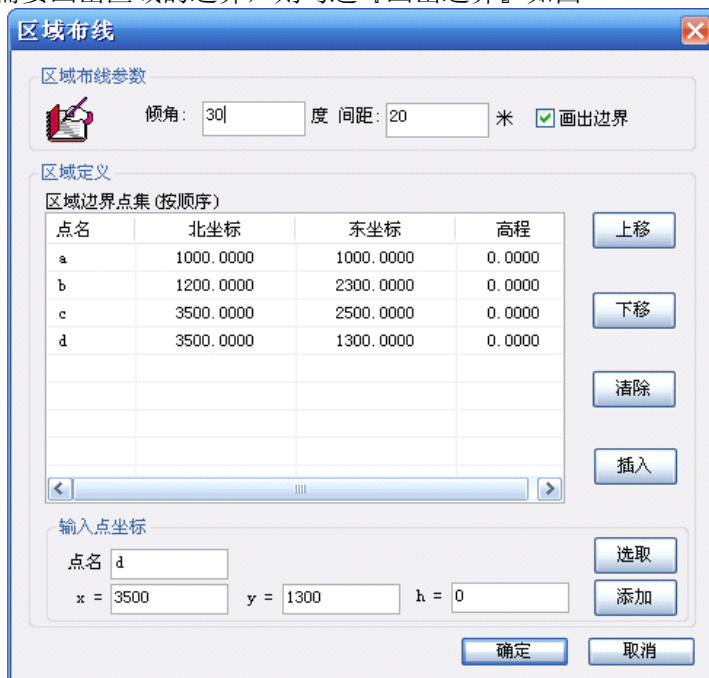 区域布线
区域布线参数
倾角: 30 度 间距: 20 米 画出边界
区域定义
区域边界点集(按顺序)
点名 北坐标 东坐标 高程
a 1000.0000 1000.0000 0.0000
b 1200.0000 2300.0000 0.0000
c 3500.0000 2500.0000 0.0000
d 3500.0000 1300.0000 0.0000
上移
下移
清除
插入
输入点坐标
点名 d
x = 3500 y = 1300 h = 0
选取
添加
确定 取消